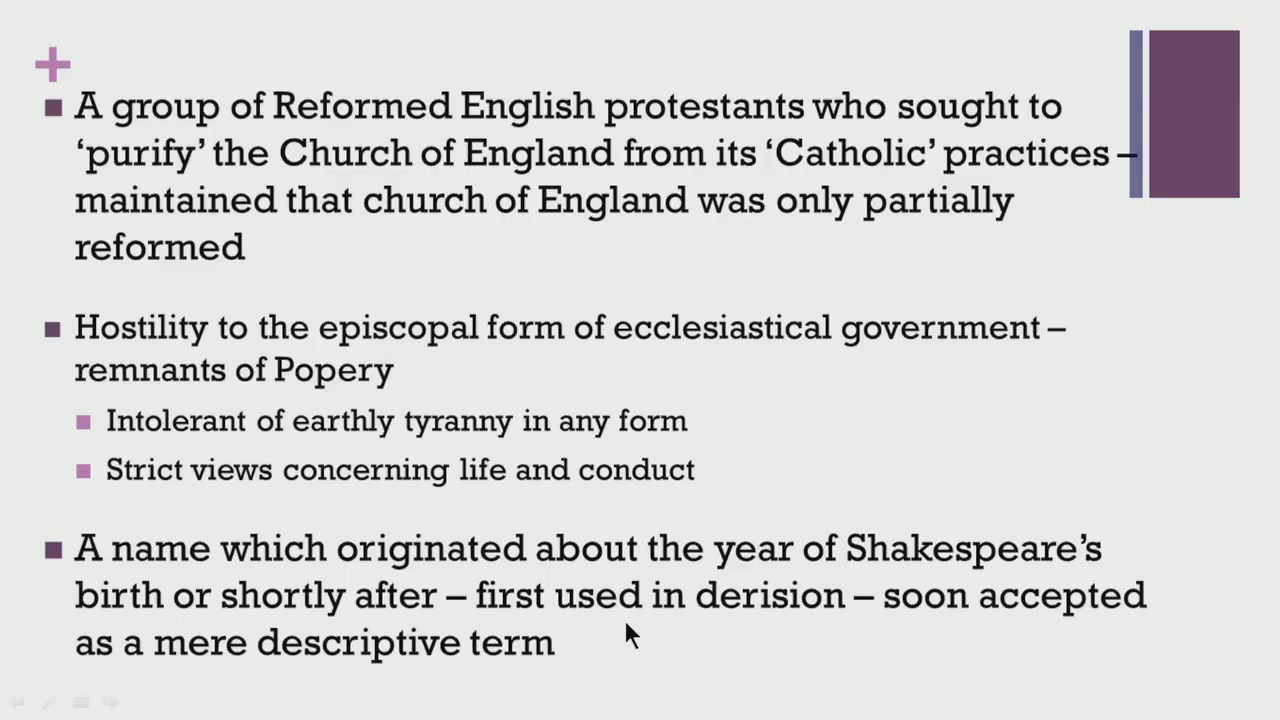 A group of Reformed English protestants who sought to
‘purify’ the Church of England from its ‘Catholic’ practices –
maintained that church of England was only partially
reformed
Hostility to the episcopal form of ecclesiastical government –
remnants of Popery
Intolerant of earthly tyranny in any form
Strict views concerning life and conduct
A name which originated about the year of Shakespeare’s
birth or shortly after – first used in derision – soon accepted
as a mere descriptive term